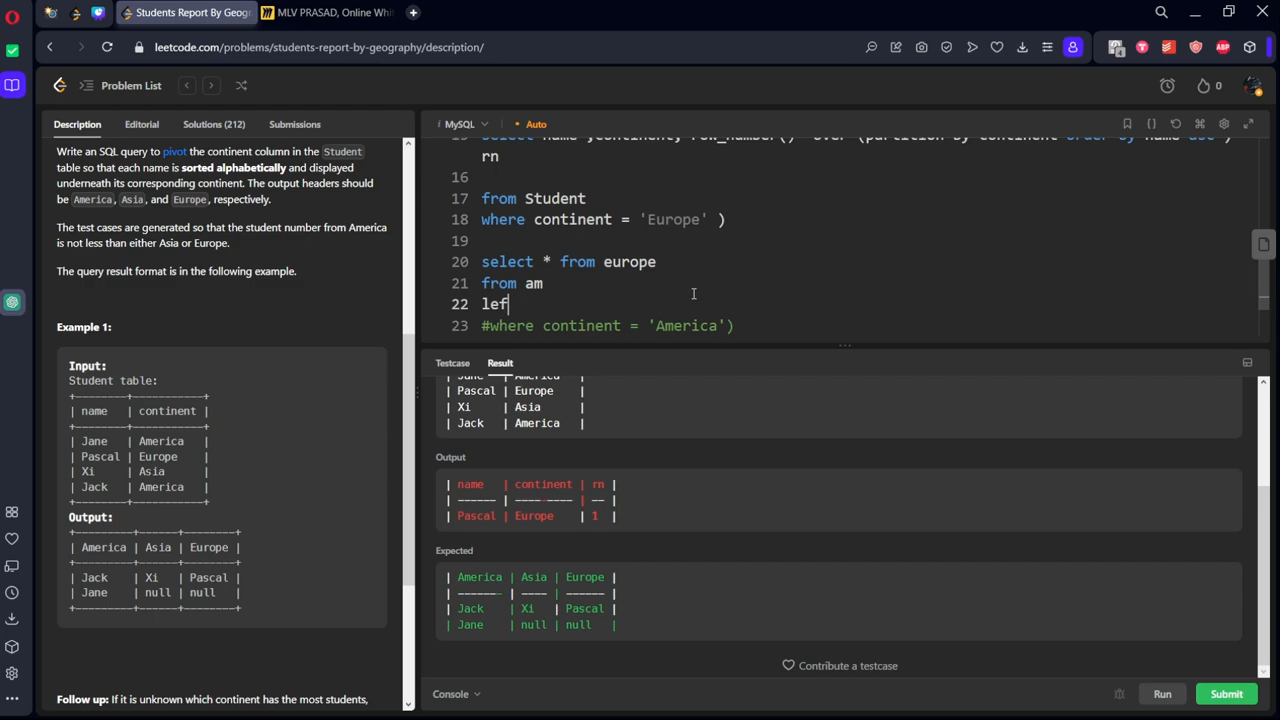 Students Report By Geogr
MLV PRASAD, Online Whi
leetcode.com/problems/students-report-by-geography/description/
4
ABP
Problem List
0
Description
Editorial
Solutions (212)
Submissions
MySQL
Auto
Write an SQL query to pivot the continent column in the Student
table so that each name is sorted alphabetically and displayed
underneath its corresponding continent. The output headers should
be America, Asia, and Europe, respectively.
The test cases are generated so that the student number from America
is not less than either Asia or Europe.
The query result format is in the following example.
Example 1:
Input:
Student table:
+--------+-----------+
| name | continent |
+--------+-----------+
| Jane | America |
| Pascal | Europe |
| Xi | Asia |
| Jack | America |
+--------+-----------+
Output:
+---------+------+--------+
| America | Asia | Europe |
+---------+------+--------+
| Jack | Xi | Pascal |
| Jane | null | null |
+---------+------+--------+
Follow up: If it is unknown which continent has the most students,
rn
16
17 from Student
18 where continent = 'Europe' )
19
20 select * from europe
21 from am
22 lef
23 #where continent = 'America')
Testcase
Result
| Pascal | Europe |
| Xi | Asia |
| Jack | America |
Output
| name | continent | rn |
| ------ | --------- | -- |
| Pascal | Europe | 1 |
Expected
| America | Asia | Europe |
| ------- | ---- | ------ |
| Jack | Xi | Pascal |
| Jane | null | null |
Contribute a testcase
Console
Run
Submit